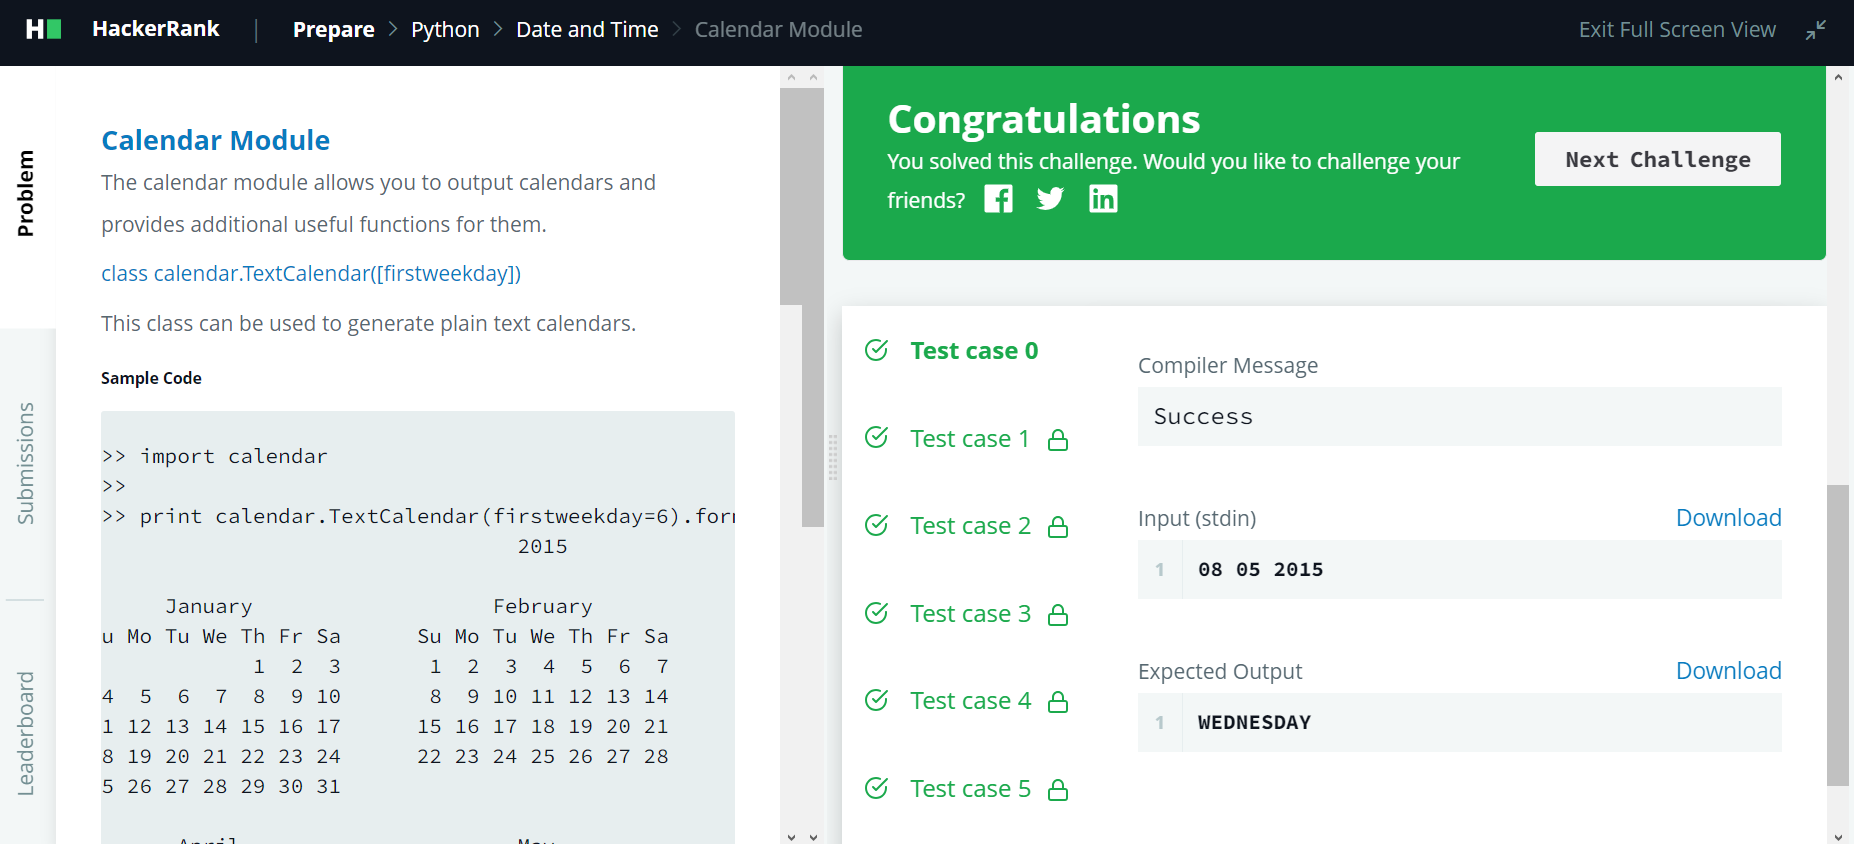 HackerRank | Prepare > Python > Date and Time > Calendar Module Exit Full Screen View
Problem
Submissions
Leaderboard
Calendar Module
The calendar module allows you to output calendars and
provides additional useful functions for them.
class calendar.TextCalendar([firstweekday])
This class can be used to generate plain text calendars.
Sample Code
>> import calendar
>>
>> print calendar.TextCalendar(firstweekday=6).for
2015
January February
u Mo Tu We Th Fr Sa Su Mo Tu We Th Fr Sa
1 2 3 1 2 3 4 5 6 7
4 5 6 7 8 9 10 8 9 10 11 12 13 14
1 12 13 14 15 16 17 15 16 17 18 19 20 21
8 19 20 21 22 23 24 22 23 24 25 26 27 28
5 26 27 28 29 30 31
April May
Congratulations
You solved this challenge. Would you like to challenge your
friends?
Next Challenge
Test case 0
Test case 1
Test case 2
Test case 3
Test case 4
Test case 5
Compiler Message
Success
Input (stdin) Download
1 08 05 2015
Expected Output Download
1 WEDNESDAY